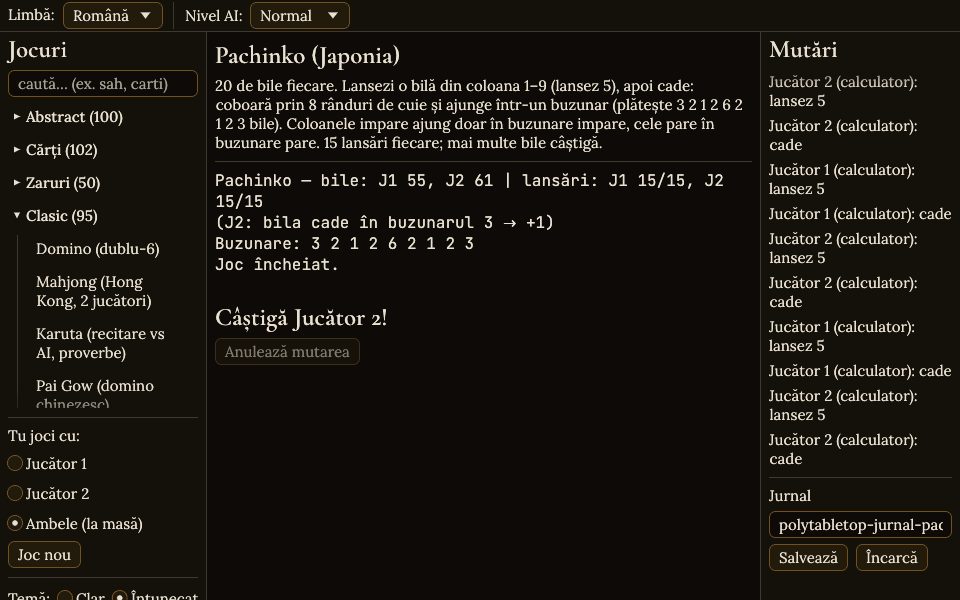 Limbă: Română Nivel AI: Normal
Jocuri
caută... (ex. sah, carti)
Abstract (100)
Cărți (102)
Zaruri (50)
Clasic (95)
Domino (dublu-6)
Mahjong (Hong
Kong, 2 jucători)
Karuta (recitare vs
AI, proverbe)
Pai Gow (domino
chinezesc)
Tu joci cu:
Jucător 1
Jucător 2
Ambele (la masă)
Joc nou
Temă: Clar Întunecat
Pachinko (Japonia)
20 de bile fiecare. Lansezi o bilă din coloana 1–9 (lansez 5), apoi cade:
coboară prin 8 rânduri de cuie și ajunge într-un buzunar (plătește 3 2 1 2 6 2
1 2 3 bile). Coloanele impare ajung doar în buzunare impare, cele pare în
buzunare pare. 15 lansări fiecare; mai multe bile câștigă.
Pachinko — bile: J1 55, J2 61 | lansări: J1 15/15, J2
15/15
(J2: bila cade în buzunarul 3 → +1)
Buzunare: 3 2 1 2 6 2 1 2 3
Joc încheiat.
Câștigă Jucător 2!
Anulează mutarea
Mutări
Jucător 2 (calculator):
lansez 5
Jucător 2 (calculator):
cade
Jucător 1 (calculator):
lansez 5
Jucător 1 (calculator): cade
Jucător 2 (calculator):
lansez 5
Jucător 2 (calculator):
cade
Jucător 1 (calculator):
lansez 5
Jucător 1 (calculator): cade
Jucător 2 (calculator):
lansez 5
Jucător 2 (calculator):
cade
Jurnal
polytabletop-jurnal-pac
Salvează Încarcă